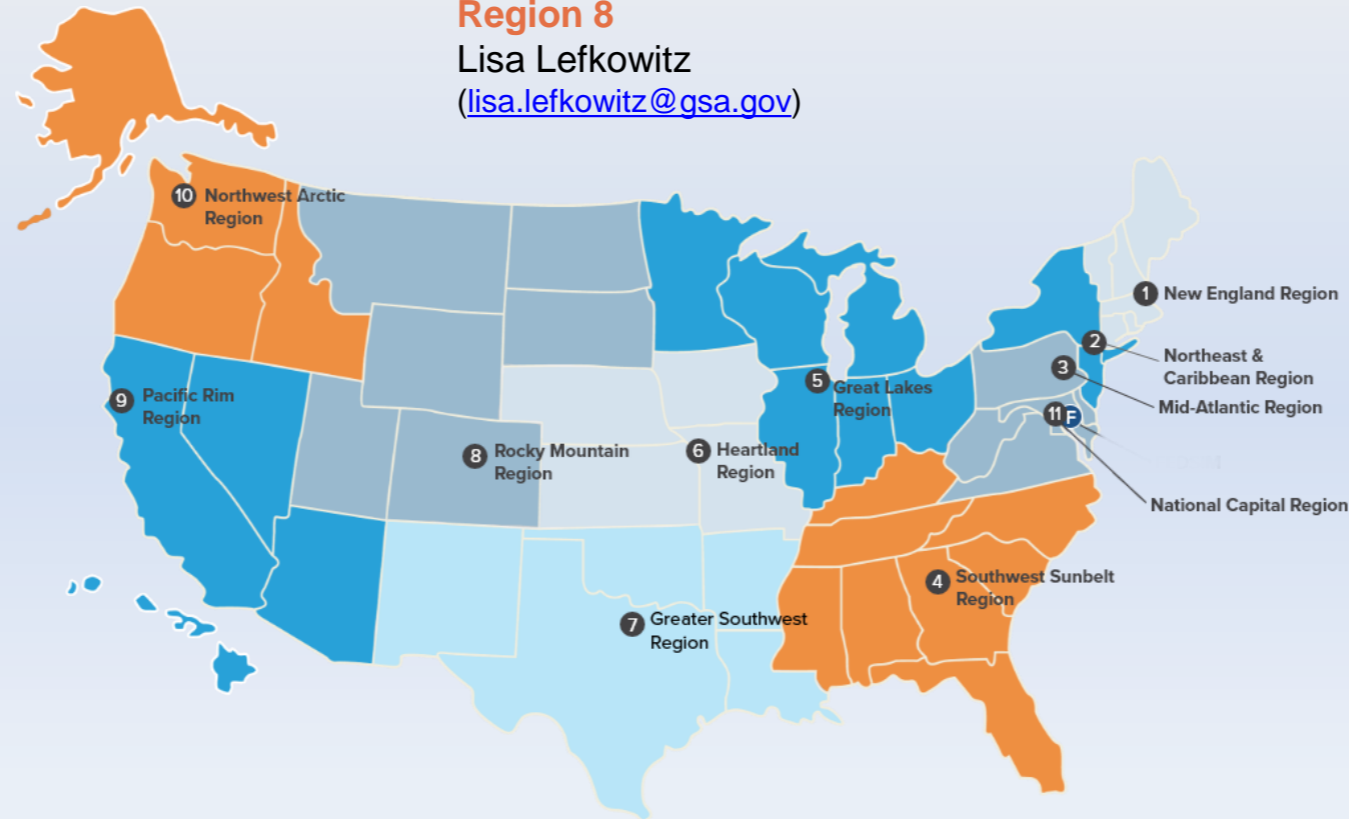 Region 8
Lisa Lefkowitz
(lisa.lefkowitz@gsa.gov)
10 Northwest Arctic
Region
1 New England Region
2
Northeast &
Caribbean Region
3
Mid-Atlantic Region
9 Pacific Rim
Region
5 Great Lakes
Region
11 F
8 Rocky Mountain
Region
6 Heartland
Region
National Capital Region
4 Southwest Sunbelt
Region
7 Greater Southwest
Region